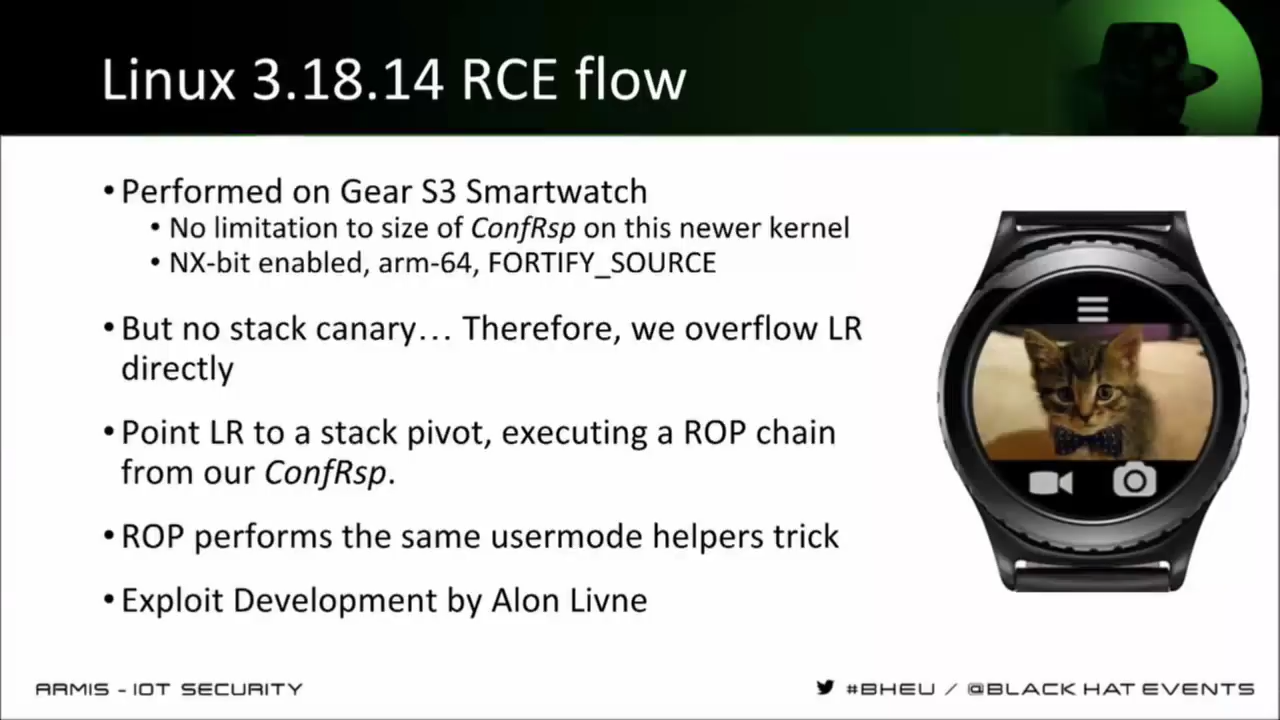 Linux 3.18.14 RCE flow
• Performed on Gear S3 Smartwatch
• No limitation to size of ConfRsp on this newer kernel
• NX-bit enabled, arm-64, FORTIFY_SOURCE
• But no stack canary… Therefore, we overflow LR
directly
• Point LR to a stack pivot, executing a ROP chain
from our ConfRsp.
• ROP performs the same usermode helpers trick
• Exploit Development by Alon Livne
ARMIS - IOT SECURITY
#BHEU / @BLACK HAT EVENTS